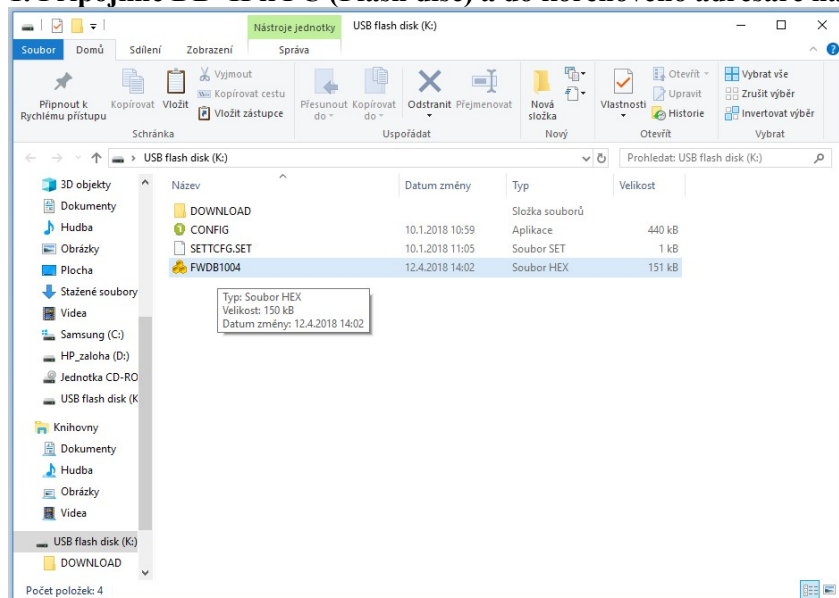 USB flash disk (K:)
Nástroje jednotky
Soubor Domů Sdílení Zobrazení Správa
Připnout k Rychlému přístupu
Kopírovat
Vložit
Vyjmout
Kopírovat cestu
Vložit zástupce
Schránka
Přesunout do
Kopírovat do
Odstranit
Přejmenovat
Uspořádat
Nová složka
Nový
Vlastnosti
Otevřít
Upravit
Historie
Otevřít
Vybrat vše
Zrušit výběr
Invertovat výběr
Vybrat
USB flash disk (K:)
Prohledat: USB flash disk (K:)
3D objekty
Dokumenty
Hudba
Obrázky
Plocha
Stažené soubory
Videa
Samsung (C:)
HP_zaloha (D:)
Jednotka CD-RO
USB flash disk (K
Knihovny
Dokumenty
Hudba
Obrázky
Videa
USB flash disk (K:)
DOWNLOAD
Název Datum změny Typ Velikost
DOWNLOAD Složka souborů
CONFIG 10.1.2018 10:59 Aplikace 440 kB
SETTCFG.SET 10.1.2018 11:05 Soubor SET 1 kB
FWDB1004 12.4.2018 14:02 Soubor HEX 151 kB
Typ: Soubor HEX
Velikost: 150 kB
Datum změny: 12.4.2018 14:02
Počet položek: 4